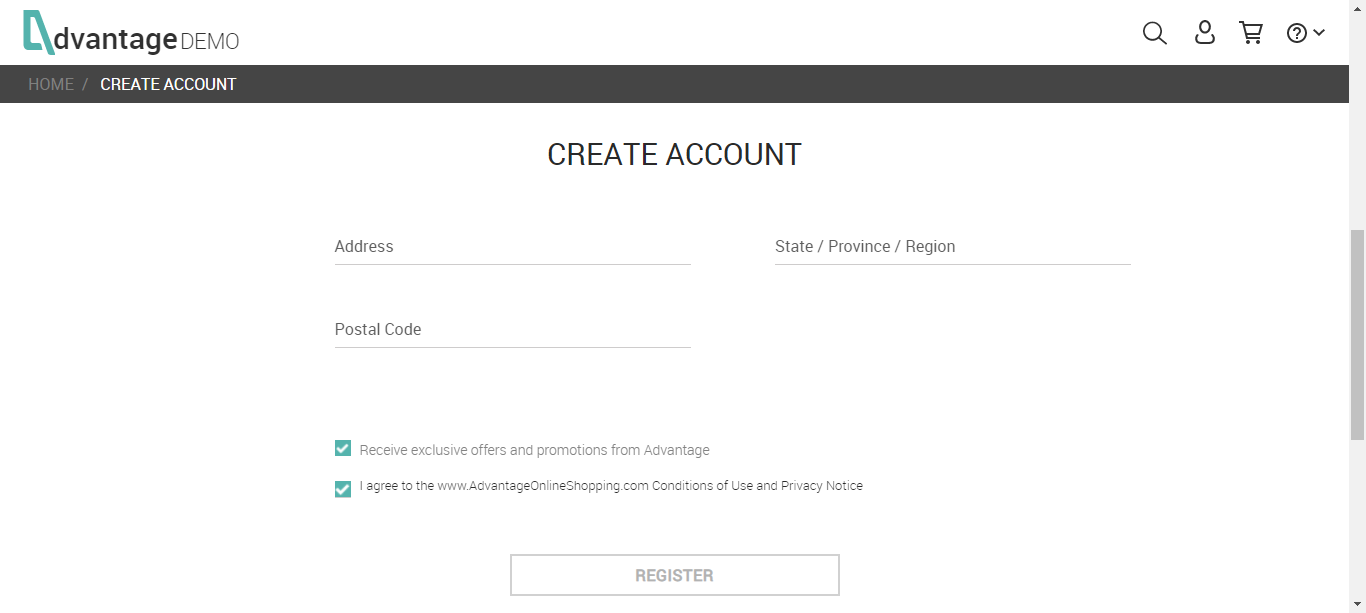 dvantage DEMO
HOME / CREATE ACCOUNT
CREATE ACCOUNT
Address
State / Province / Region
Postal Code
Receive exclusive offers and promotions from Advantage
I agree to the www.AdvantageOnlineShopping.com Conditions of Use and Privacy Notice
REGISTER